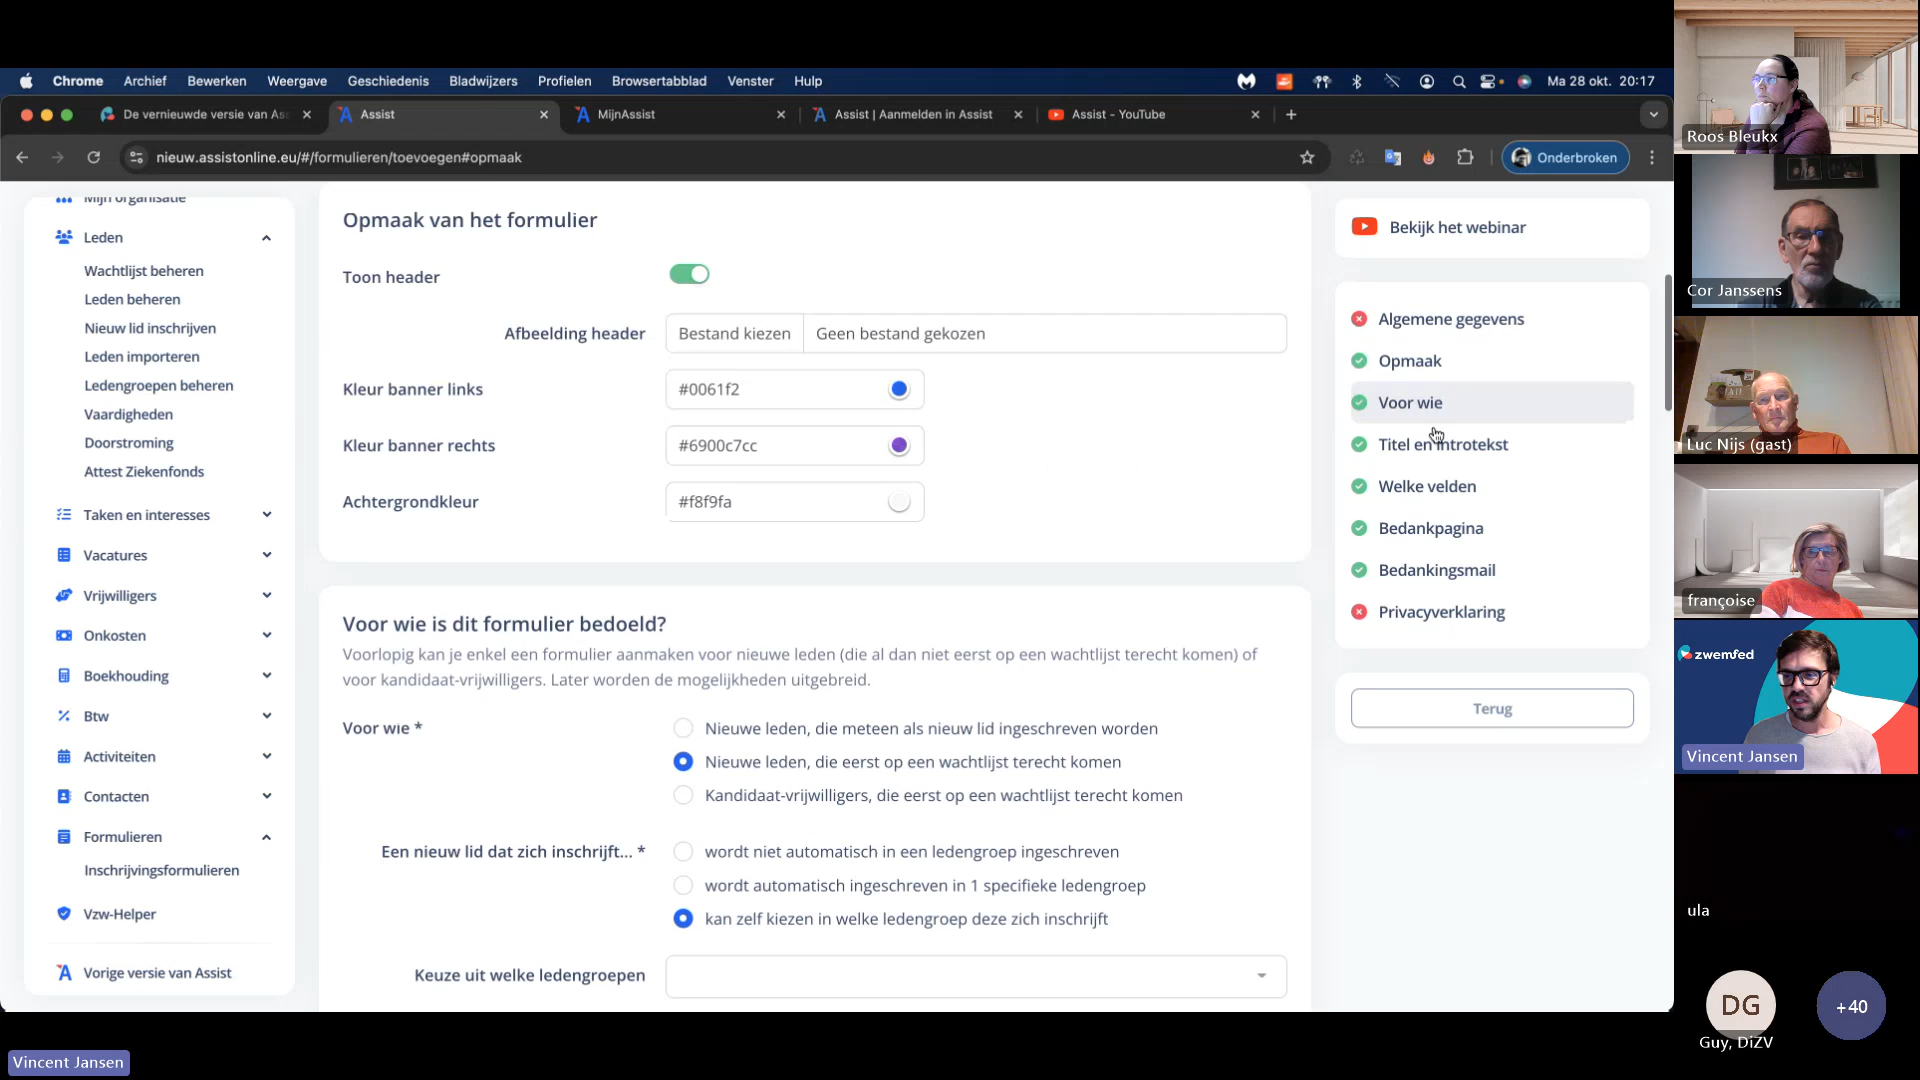 Chrome Archief Bewerken Weergave Geschiedenis Bladwijzers Profielen Browsertabblad Venster Hulp Ma 28 okt. 20:17
De vernieuwde versie van Ass Assist MijnAssist Assist | Aanmelden in Assist Assist - YouTube
nieuw.assistonline.eu/#/formulieren/toevoegen#opmaak Onderbroken
Mijn organisatie
Leden
Wachtlijst beheren
Leden beheren
Nieuw lid inschrijven
Leden importeren
Ledengroepen beheren
Vaardigheden
Doorstroming
Attest Ziekenfonds
Taken en interesses
Vacatures
Vrijwilligers
Onkosten
Boekhouding
Btw
Activiteiten
Contacten
Formulieren
Inschrijvingsformulieren
Vzw-Helper
Vorige versie van Assist
Opmaak van het formulier
Toon header
Afbeelding header Bestand kiezen Geen bestand gekozen
Kleur banner links #0061f2
Kleur banner rechts #6900c7cc
Achtergrondkleur #f8f9fa
Voor wie is dit formulier bedoeld?
Voorlopig kan je enkel een formulier aanmaken voor nieuwe leden (die al dan niet eerst op een wachtlijst terecht komen) of
voor kandidaat-vrijwilligers. Later worden de mogelijkheden uitgebreid.
Voor wie *
Nieuwe leden, die meteen als nieuw lid ingeschreven worden
Nieuwe leden, die eerst op een wachtlijst terecht komen
Kandidaat-vrijwilligers, die eerst op een wachtlijst terecht komen
Een nieuw lid dat zich inschrijft... *
wordt niet automatisch in een ledengroep ingeschreven
wordt automatisch ingeschreven in 1 specifieke ledengroep
kan zelf kiezen in welke ledengroep deze zich inschrijft
Keuze uit welke ledengroepen
Bekijk het webinar
Algemene gegevens
Opmaak
Voor wie
Titel en introtekst
Welke velden
Bedankpagina
Bedankingsmail
Privacyverklaring
Terug
Roos Bleukx
Cor Janssens
Luc Nijs (gast)
françoise
zwemfed
Vincent Jansen
ula
DG
+40
Guy, DiZV
Vincent Jansen